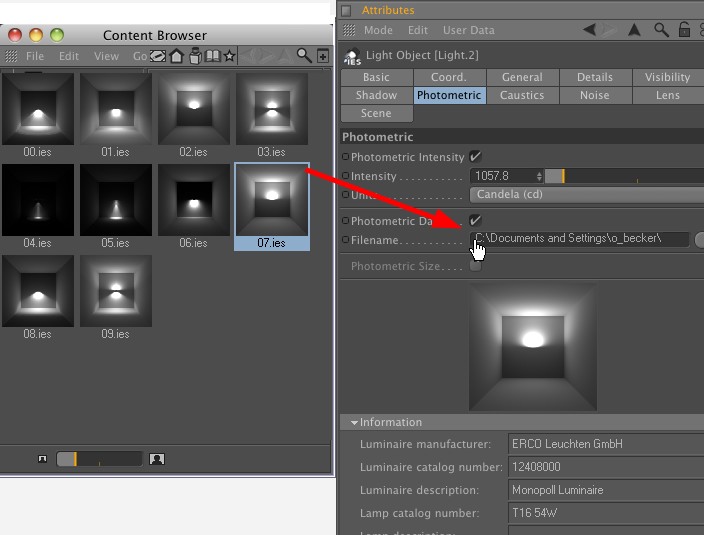 Content Browser
File Edit View Go
00.ies 01.ies 02.ies 03.ies
04.ies 05.ies 06.ies 07.ies
08.ies 09.ies
Attributes
Mode Edit User Data
IES
Light Object [Light.2]
Basic Coord. General Details Visibility
Shadow Photometric Caustics Noise Lens
Scene
Photometric
Photometric Intensity
Intensity . . . . . . . . . . 1057.8
Unit Candela (cd)
Photometric Da
Filename. . . . . . . . . . C:\Documents and Settings\o_becker\
Photometric Size. . . .
Information
Luminaire manufacturer: ERCO Leuchten GmbH
Luminaire catalog number: 12408000
Luminaire description: Monopoll Luminaire
Lamp catalog number: T16 54W